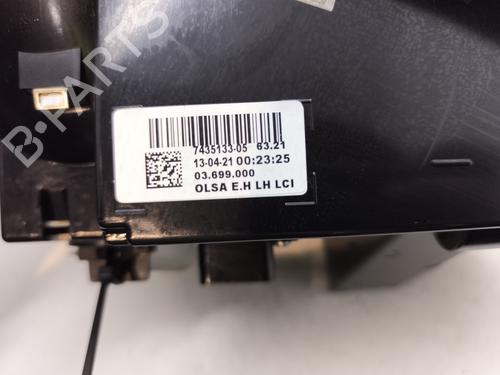 7435133-05 63.21
13-04-21 00:23:25
03.699.000
OLSA E.H LH LCI
B-PARTS